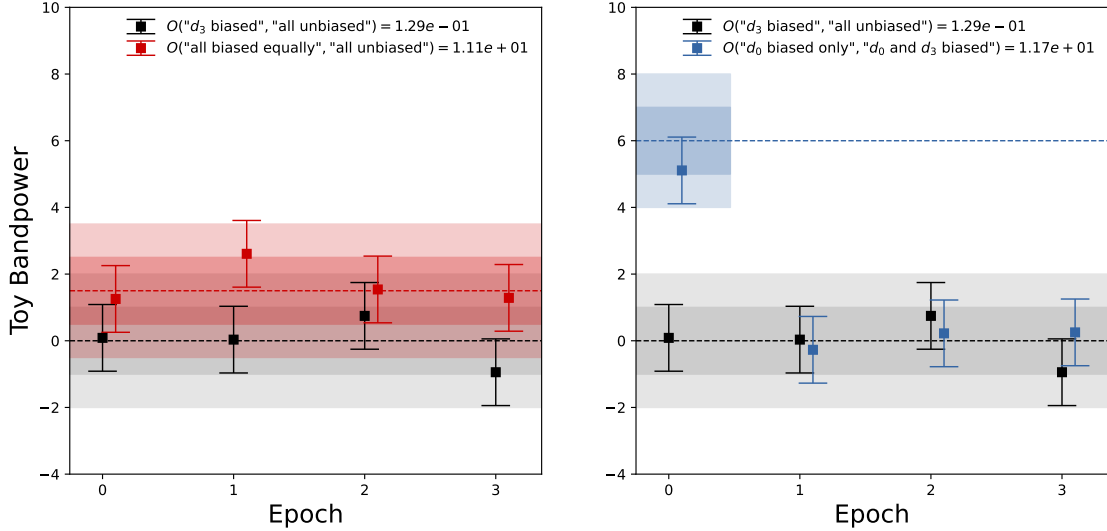 O("d₃ biased", "all unbiased") = 1.29e − 01
O("all biased equally", "all unbiased") = 1.11e + 01
10
8
6
4
2
0
−2
−4
0 1 2 3
Toy Bandpower
Epoch
O("d₃ biased", "all unbiased") = 1.29e − 01
O("d₀ biased only", "d₀ and d₃ biased") = 1.17e + 01
10
8
6
4
2
0
−2
−4
0 1 2 3
Epoch